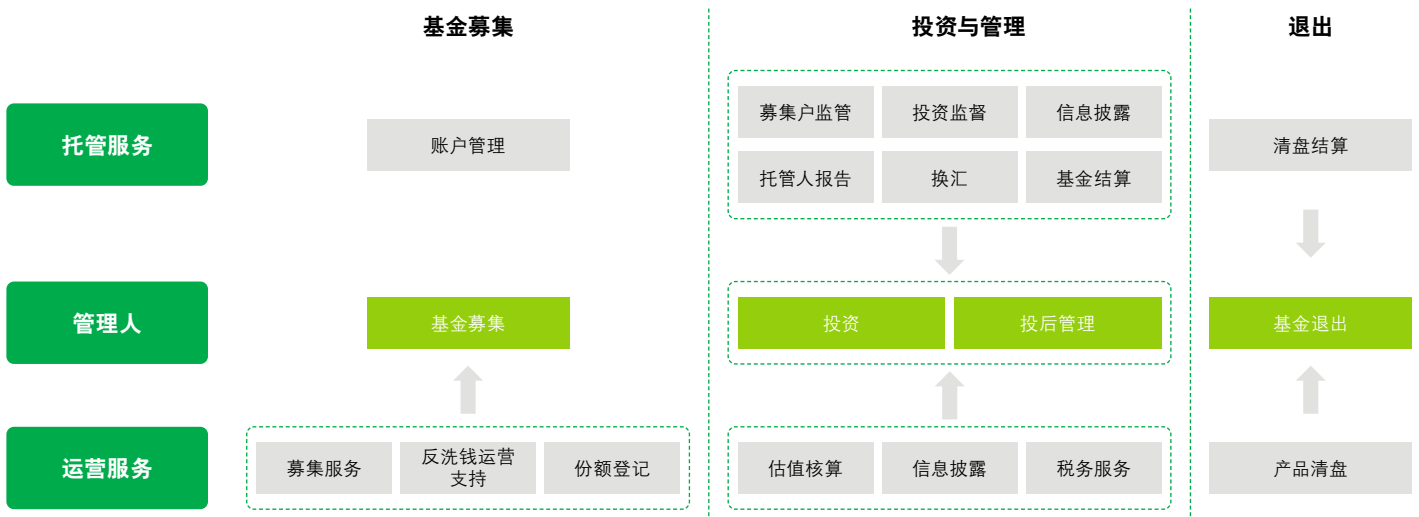 基金募集
投资与管理
退出
托管服务
账户管理
募集户监管
投资监督
信息披露
托管人报告
换汇
基金结算
清盘结算
管理人
基金募集
投资
投后管理
基金退出
运营服务
募集服务
反洗钱运营
支持
份额登记
估值核算
信息披露
税务服务
产品清盘